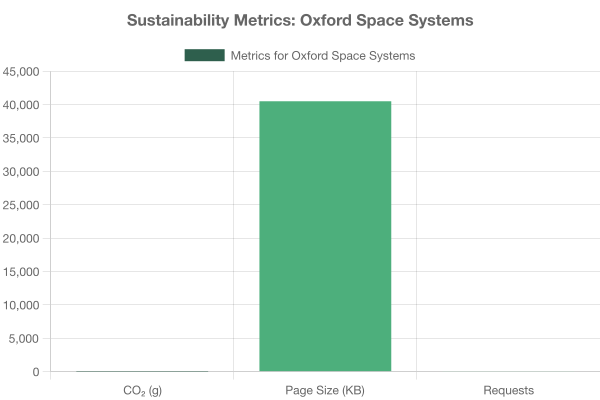 Sustainability Metrics: Oxford Space Systems
Metrics for Oxford Space Systems
45,000
40,000
35,000
30,000
25,000
20,000
15,000
10,000
5,000
0
CO₂ (g)
Page Size (KB)
Requests